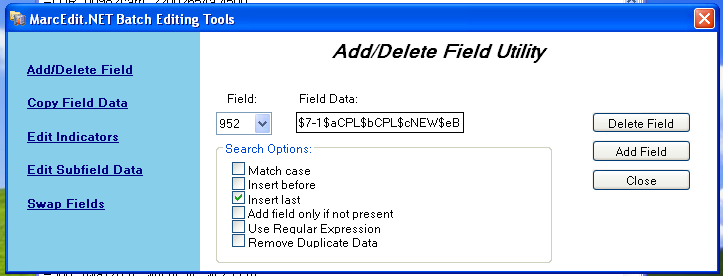 MarcEdit.NET Batch Editing Tools
Add/Delete Field Utility
Add/Delete Field
Copy Field Data
Edit Indicators
Edit Subfield Data
Swap Fields
Field: Field Data:
952 $7-1$aCPL$bCPL$cNEW$eB
Search Options:
Match case
Insert before
Insert last
Add field only if not present
Use Regular Expression
Remove Duplicate Data
Delete Field
Add Field
Close